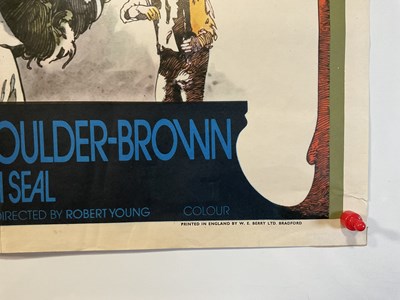 OULDER-BROWN
SEAL
DIRECTED BY ROBERT YOUNG COLOUR
PRINTED IN ENGLAND BY W. E. BERRY LTD. BRADFORD